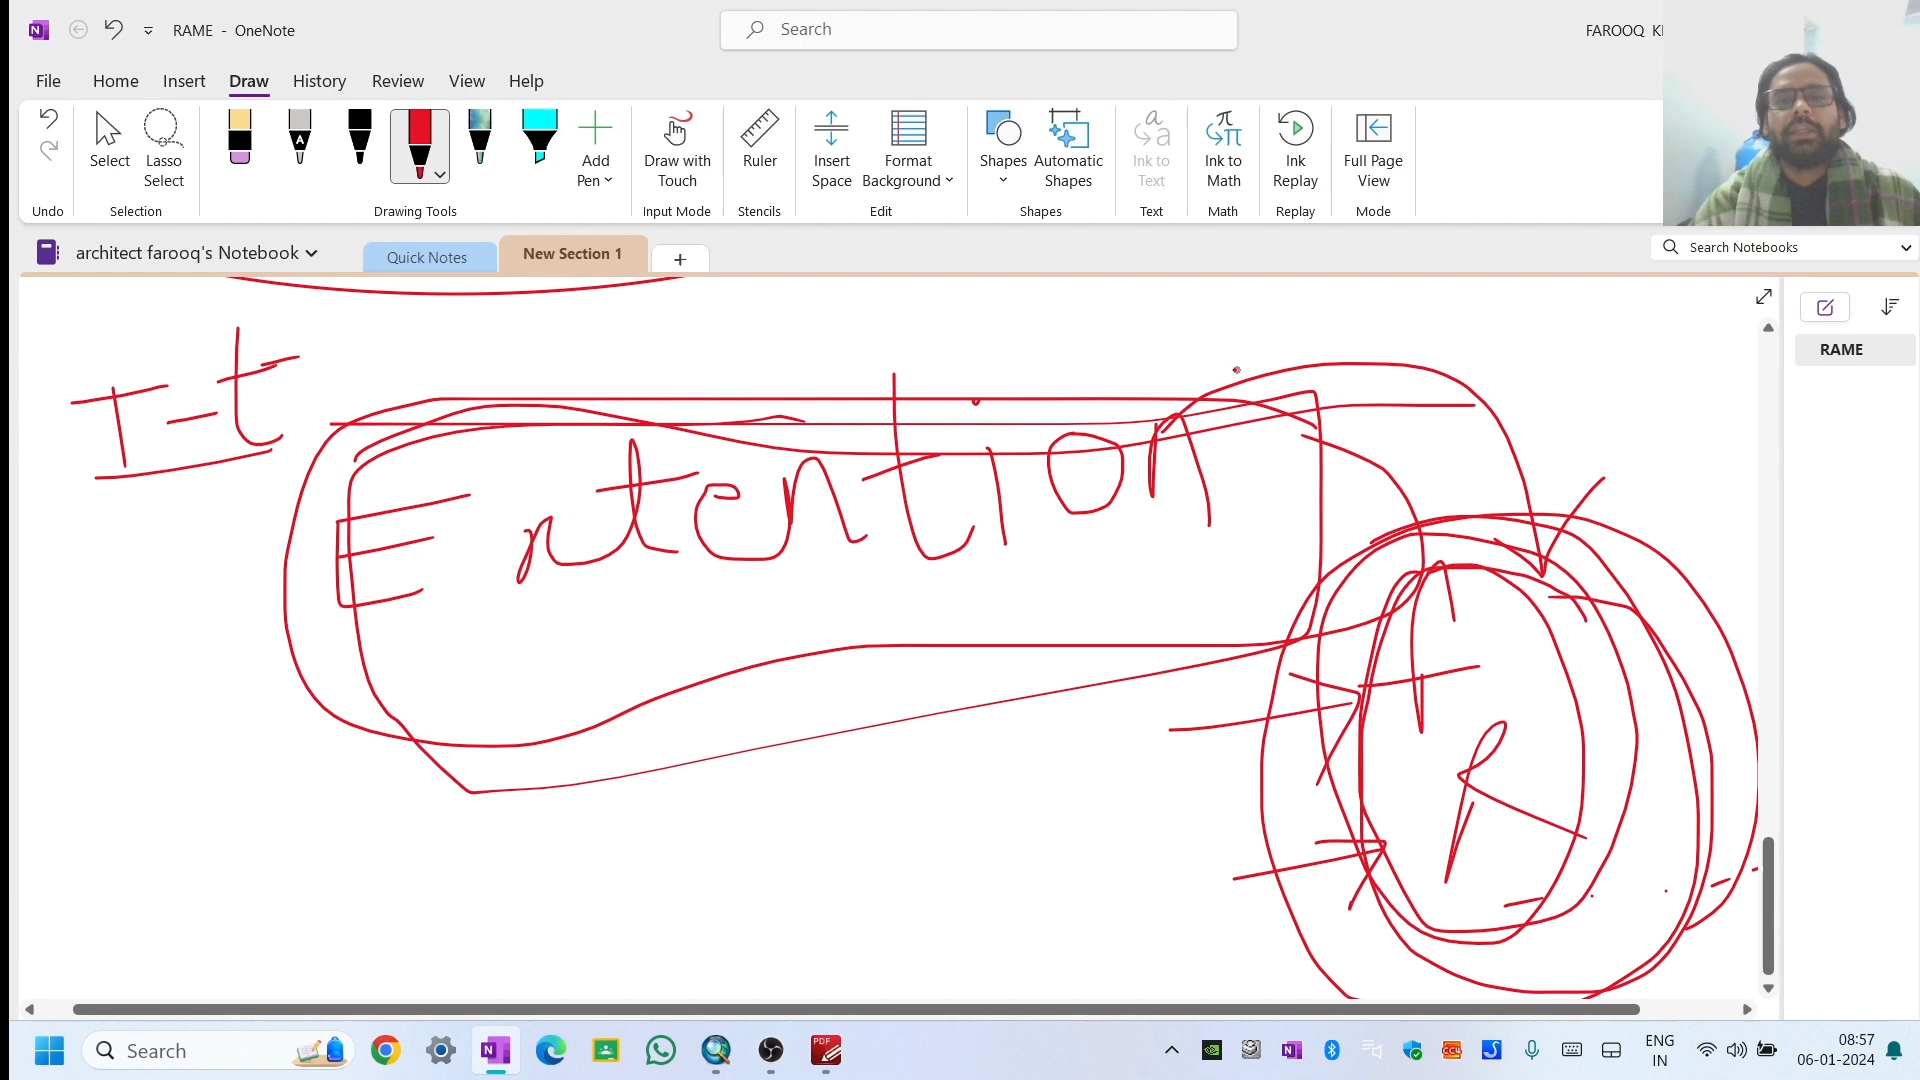 RAME - OneNote
Search
FAROOQ KI
File Home Insert Draw History Review View Help
Select
Lasso Select
A
Add Pen
Draw with Touch
Ruler
Insert Space
Format Background
Shapes
Automatic Shapes
a
a
Ink to Text
π
π
Ink to Math
Ink Replay
Full Page View
Undo Selection Drawing Tools Input Mode Stencils Edit Shapes Text Math Replay Mode
architect farooq's Notebook Quick Notes New Section 1 +
Search Notebooks
RAME
I-t
Extention
R
Search
PDF
CC4
ENG
IN
08:57
06-01-2024